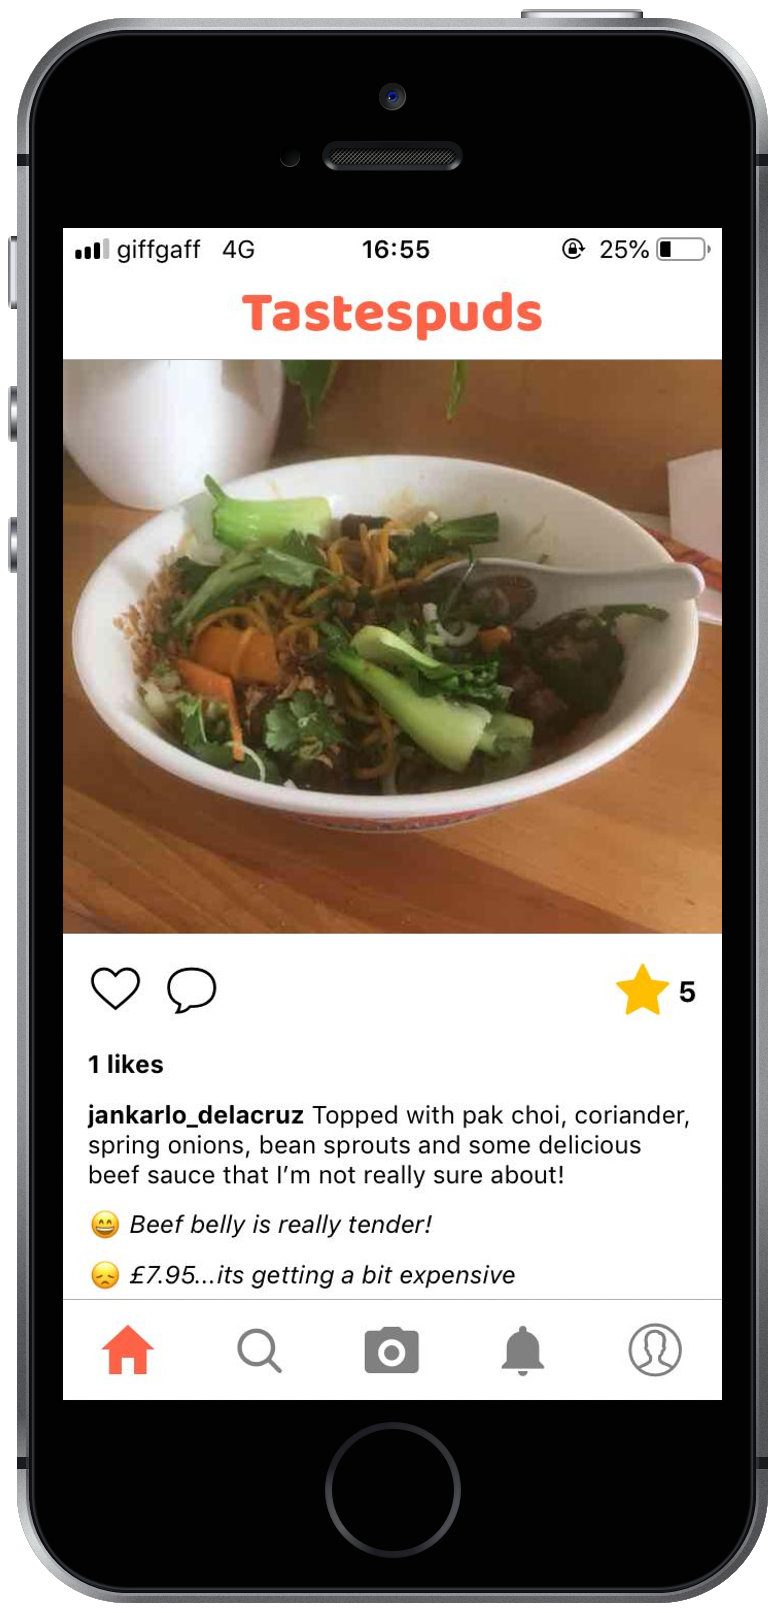 giffgaff 4G 16:55 25%
Tastespuds
5
1 likes
jankarlo_delacruz Topped with pak choi, coriander,
spring onions, bean sprouts and some delicious
beef sauce that I’m not really sure about!
😄 Beef belly is really tender!
😞 £7.95...its getting a bit expensive